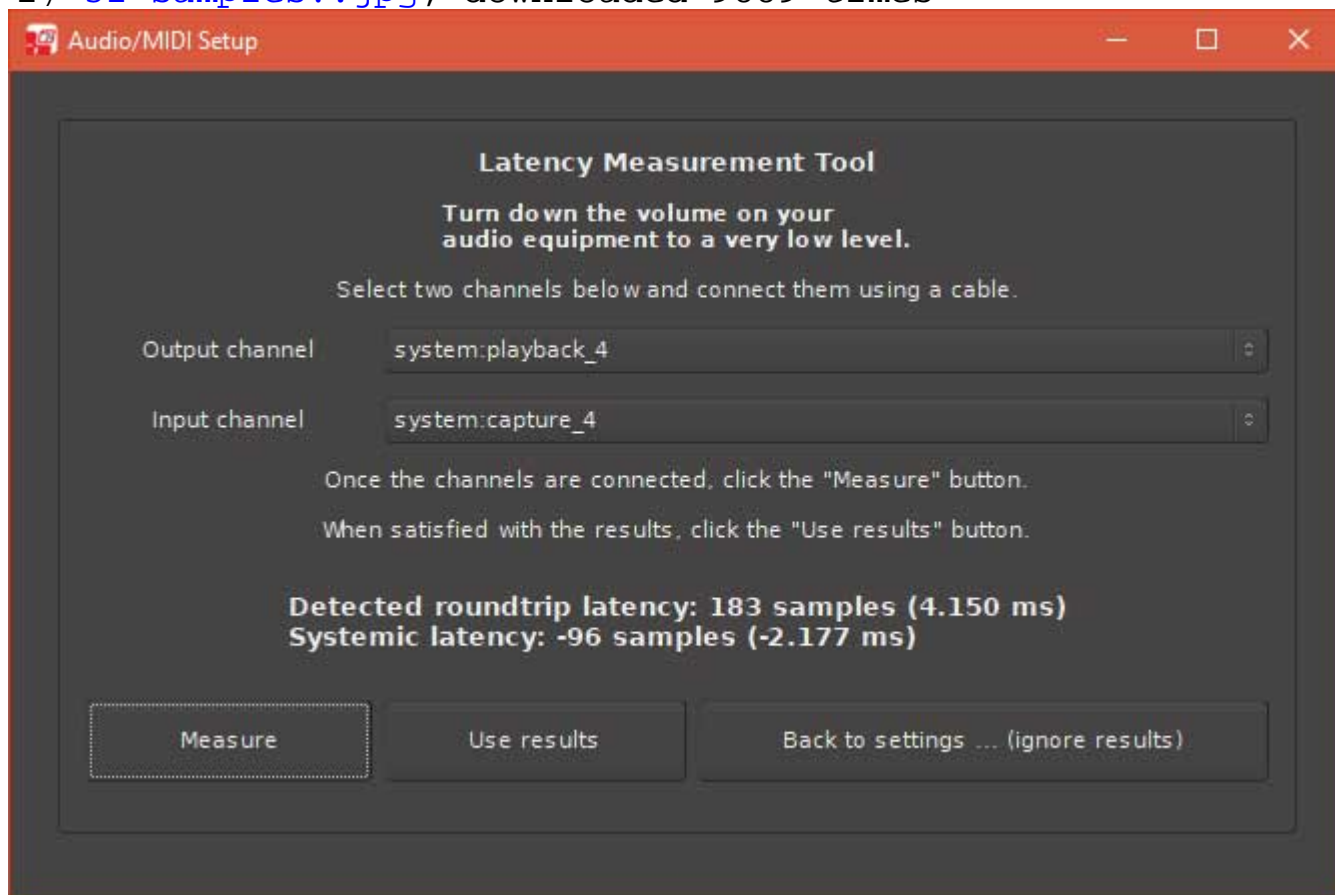 Audio/MIDI Setup
Latency Measurement Tool
Turn down the volume on your
audio equipment to a very low level.
Select two channels below and connect them using a cable.
Output channel system:playback_4
Input channel system:capture_4
Once the channels are connected, click the "Measure" button.
When satisfied with the results, click the "Use results" button.
Detected roundtrip latency: 183 samples (4.150 ms)
Systemic latency: -96 samples (-2.177 ms)
Measure Use results Back to settings ... (ignore results)